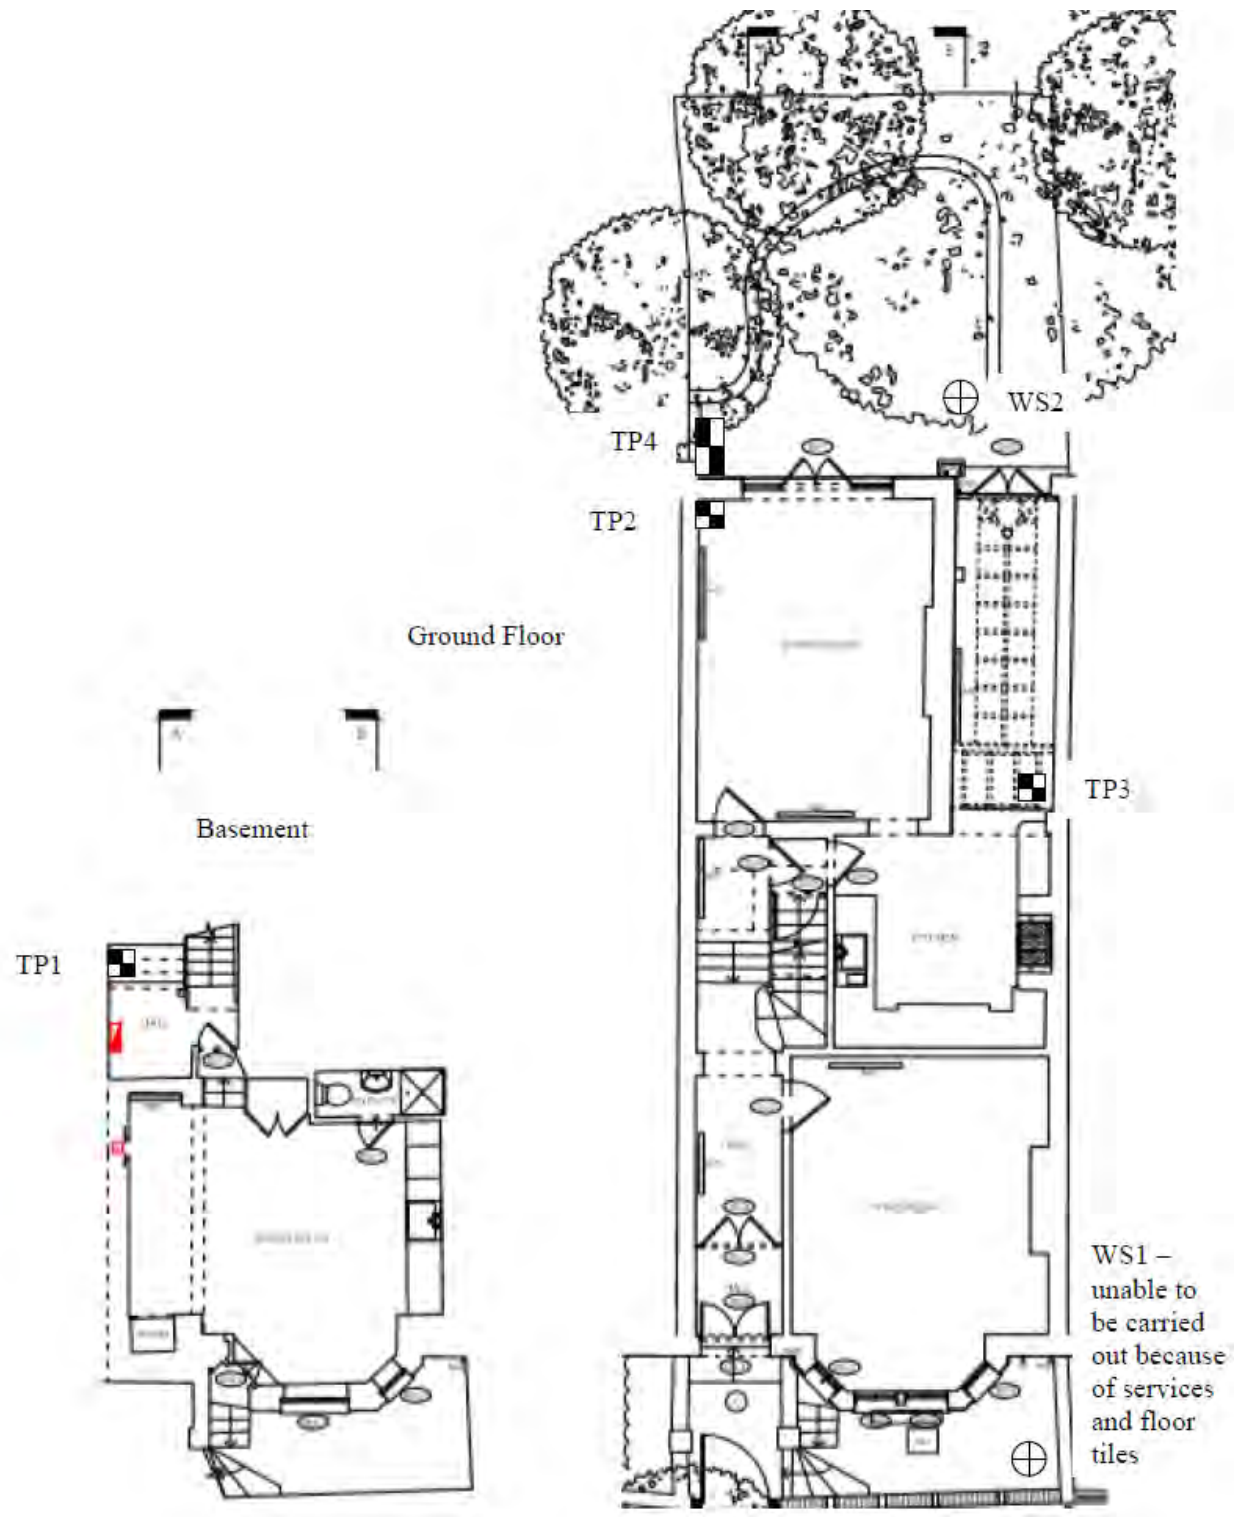 WS2
TP4
TP2
Ground Floor
A
B
TP3
Basement
TP1
WS1 –
unable to
be carried
out because
of services
and floor
tiles